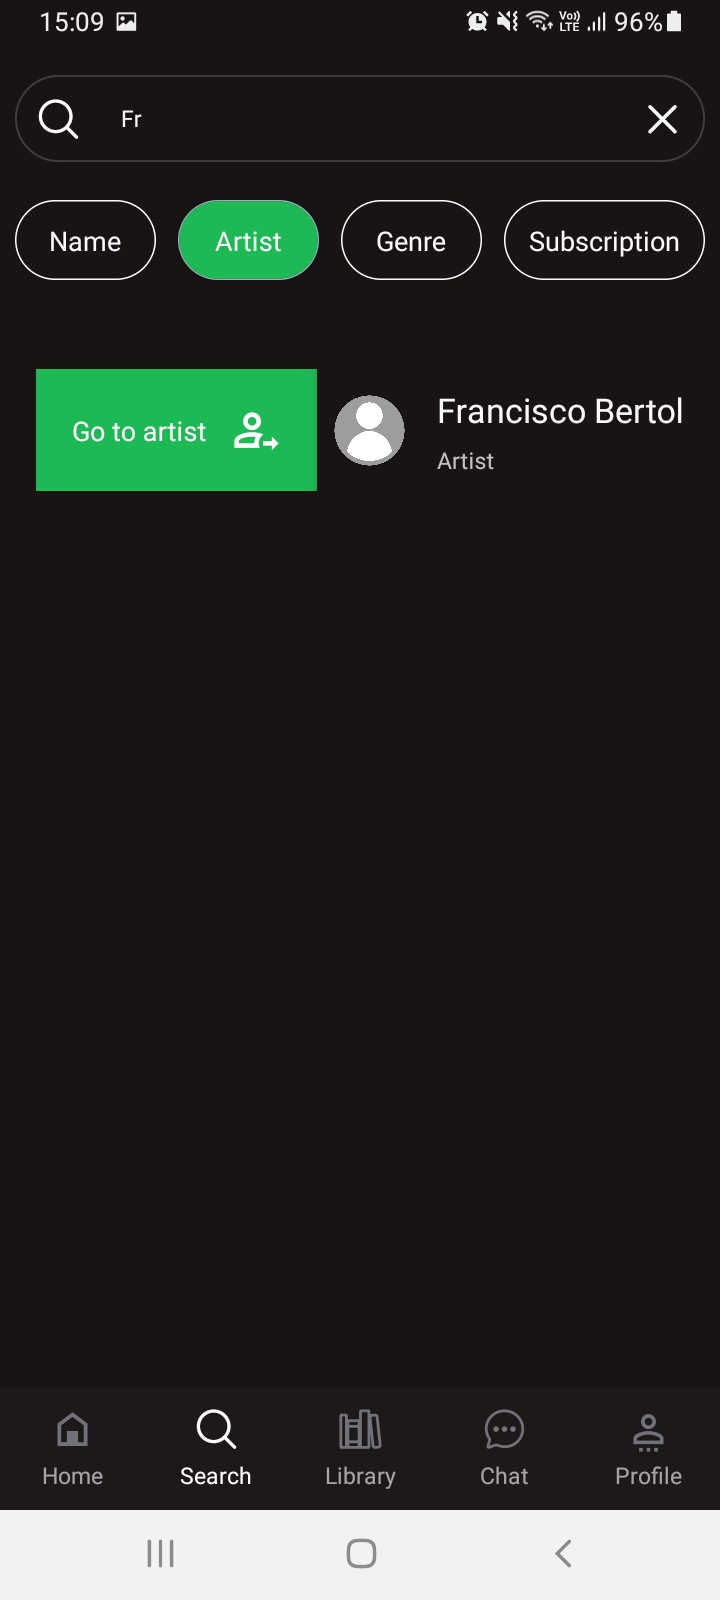 15:09 Vo)) LTE 96%
Fr
Name Artist Genre Subscription
Go to artist Francisco Bertol
Artist
Home Search Library Chat Profile